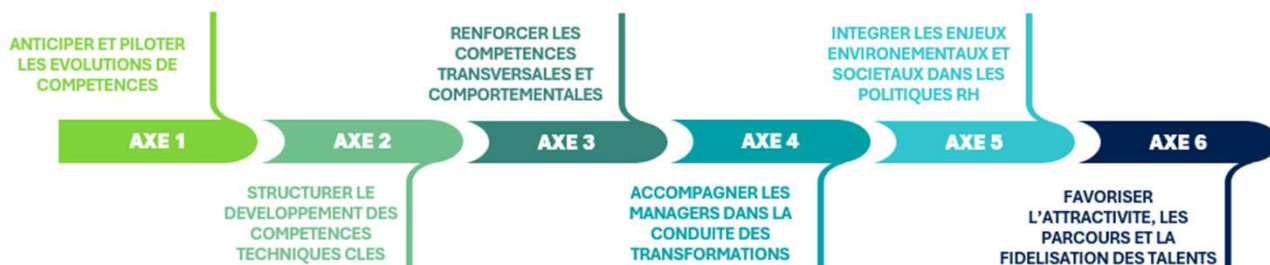 ANTICIPER ET PILOTER
LES EVOLUTIONS DE
COMPETENCES
AXE 1
AXE 2
STRUCTURER LE
DEVELOPPEMENT DES
COMPETENCES
TECHNIQUES CLES
RENFORCER LES
COMPETENCES
TRANSVERSALES ET
COMPORTEMENTALES
AXE 3
AXE 4
ACCOMPAGNER LES
MANAGERS DANS LA
CONDUITE DES
TRANSFORMATIONS
INTEGRER LES ENJEUX
ENVIRONEMENTAUX ET
SOCIETAUX DANS LES
POLITIQUES RH
AXE 5
AXE 6
FAVORISER
L'ATTRACTIVITE, LES
PARCOURS ET LA
FIDELISATION DES TALENTS